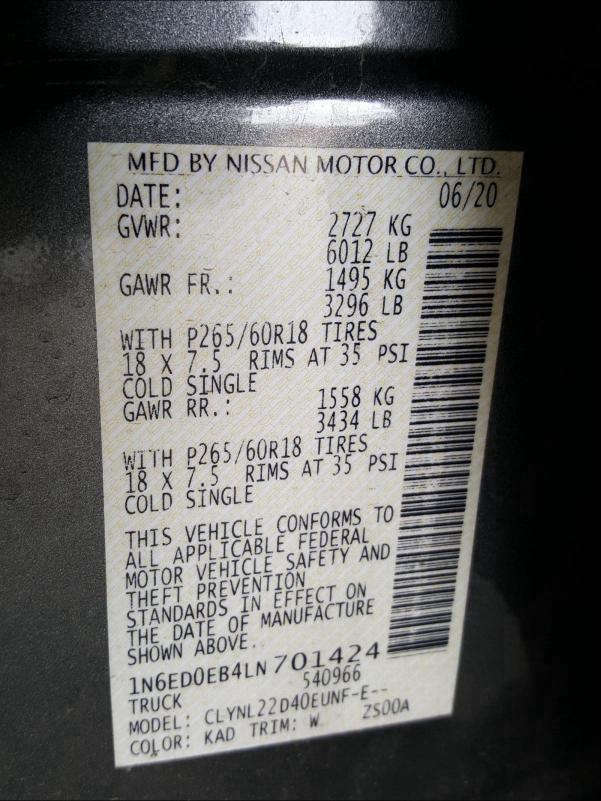 MFD BY NISSAN MOTOR CO., LTD.
DATE: 06/20
GVWR: 2727 KG
6012 LB
GAWR FR.: 1495 KG
3296 LB
WITH P265/60R18 TIRES
18 X 7.5 RIMS AT 35 PSI
COLD SINGLE
GAWR RR.: 1558 KG
3434 LB
WITH P265/60R18 TIRES
18 X 7.5 RIMS AT 35 PSI
COLD SINGLE
THIS VEHICLE CONFORMS TO
ALL APPLICABLE FEDERAL
MOTOR VEHICLE SAFETY AND
THEFT PREVENTION
STANDARDS IN EFFECT ON
THE DATE OF MANUFACTURE
SHOWN ABOVE.
1N6ED0EB4LN701424
TRUCK 540966
MODEL: CLYNL22D40EUNF-E--
COLOR: KAD TRIM: W ZS00A